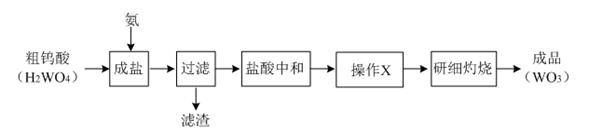 氨
粗钨酸
(H2WO4)
成盐
过滤
盐酸中和
操作X
研细灼烧
成品
(WO3)
滤渣